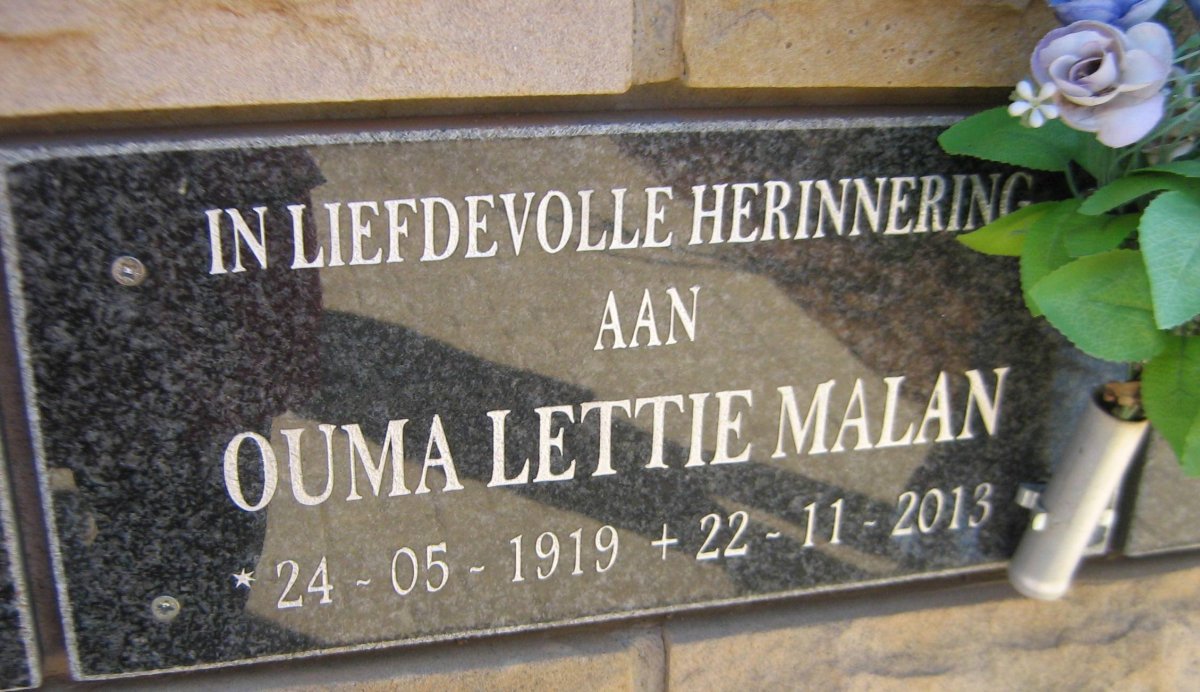 IN LIEFDEVOLLE HERINNERING
AAN
OUMA LETTIE MALAN
* 24 - 05 - 1919 + 22 - 11 - 2013